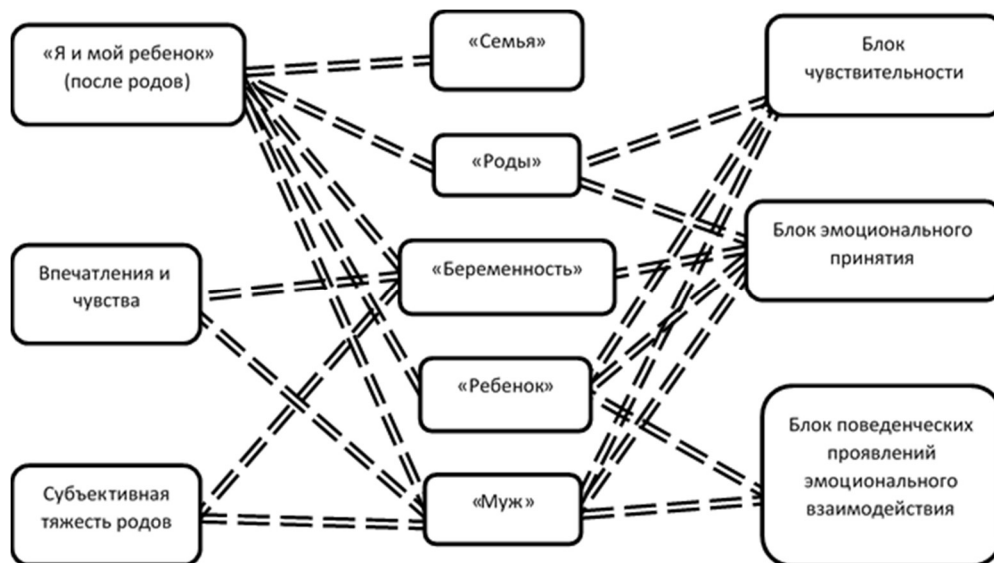 «Я и мой ребенок»
(после родов)
«Семья»
Блок
чувствительности
«Роды»
Впечатления и
чувства
«Беременность»
Блок эмоционального
принятия
«Ребенок»
Субъективная
тяжесть родов
«Муж»
Блок поведенческих
проявлений
эмоционального
взаимодействия